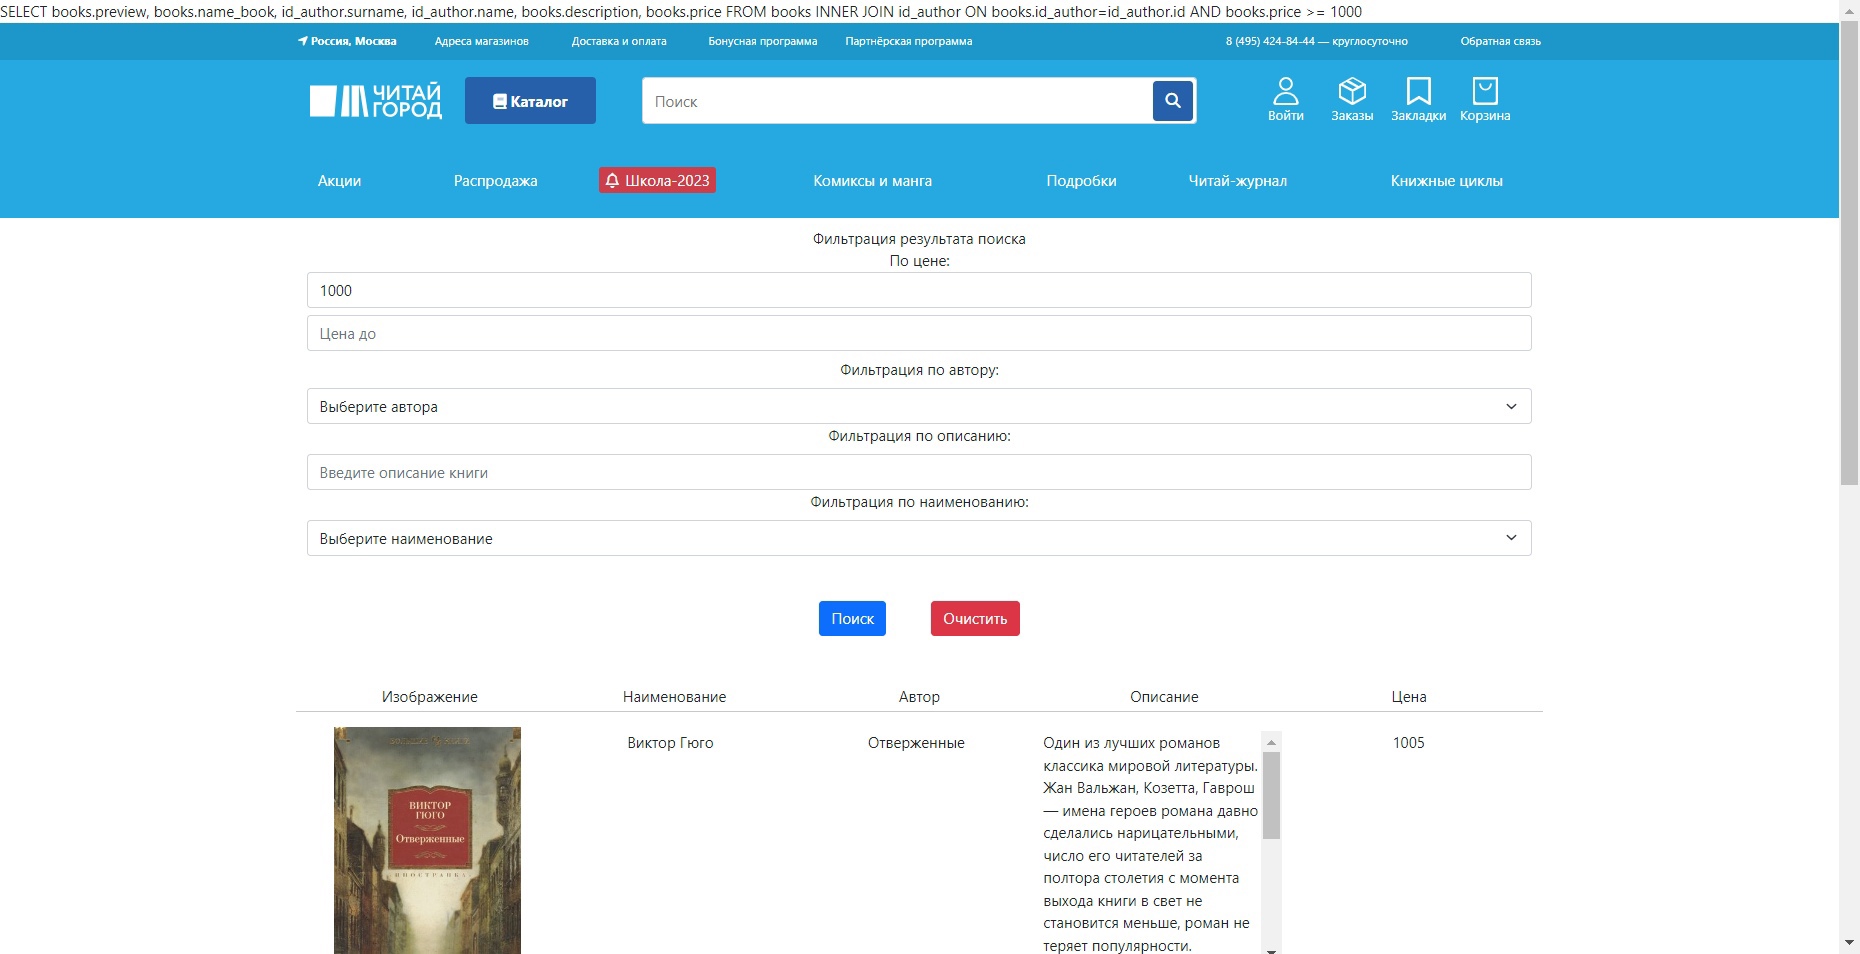 SELECT books.preview, books.name_book, id_author.surname, id_author.name, books.description, books.price FROM books INNER JOIN id_author ON books.id_author=id_author.id AND books.price >= 1000
Россия, Москва Адреса магазинов Доставка и оплата Бонусная программа Партнёрская программа 8 (495) 424-84-44 — круглосуточно Обратная связь
ЧИТАЙ
ГОРОД
Каталог
Поиск
Войти Заказы Закладки Корзина
Акции Распродажа Школа-2023 Комиксы и манга Подробки Читай-журнал Книжные циклы
Фильтрация результата поиска
По цене:
1000
Цена до
Фильтрация по автору:
Выберите автора
Фильтрация по описанию:
Введите описание книги
Фильтрация по наименованию:
Выберите наименование
Поиск Очистить
Изображение Наименование Автор Описание Цена
ВИКТОР
ГЮГО
Отверженные
ИНОСТРАНКА
Виктор Гюго
Отверженные
Один из лучших романов
классика мировой литературы.
Жан Вальжан, Козетта, Гаврош
— имена героев романа давно
сделались нарицательными,
число его читателей за
полтора столетия с момента
выхода книги в свет не
становится меньше, роман не
теряет популярности.
1005